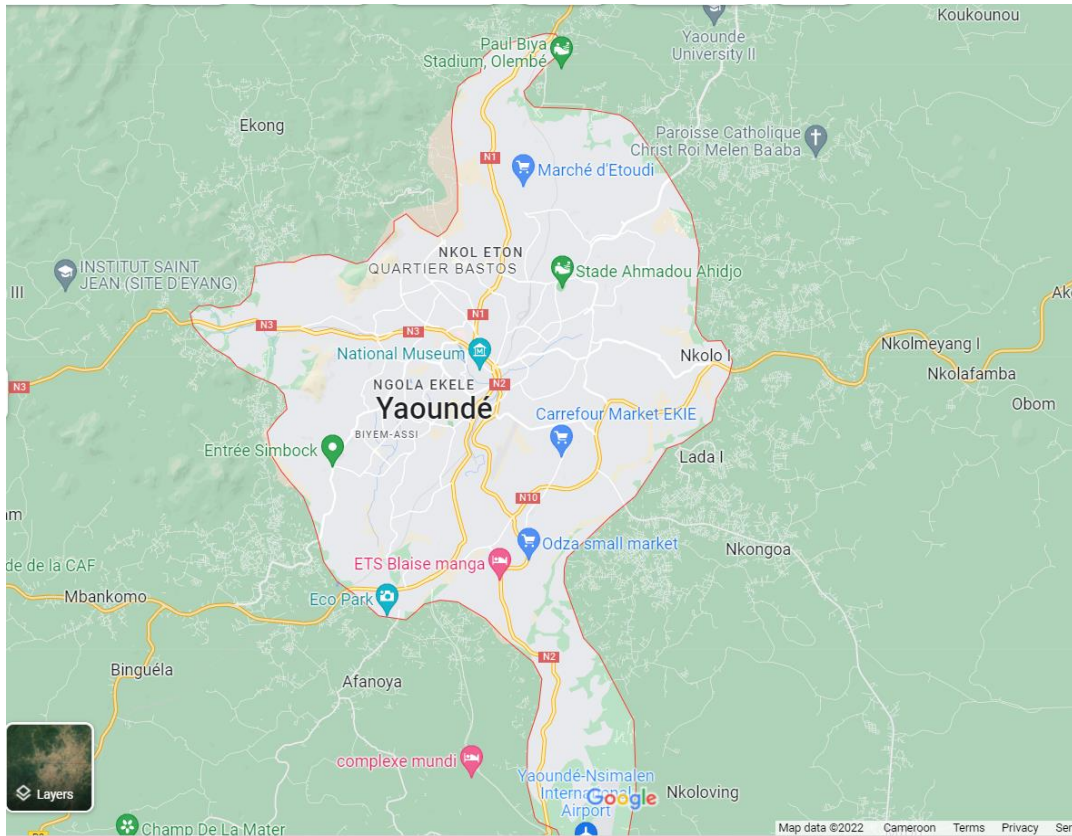 Koukounou
Paul Biya
Stadium, Olembé
Yaounde
University II
Ekong
Paroisse Catholique
Christ Roi Melen Ba'aba
N1
Marché d'Etoudi
NKOL ETON
QUARTIER BASTOS
INSTITUT SAINT
JEAN (SITE D'EYANG)
Stade Ahmadou Ahidjo
III
N1
N3
N3
National Museum
Nkolo I
Nkolmeyang I
Nkolafamba
N3
NGOLA EKELE
N2
Yaoundé
Obom
Carrefour Market EKIE
BIYEM-ASSI
Entrée Simbock
Lada I
N10
Odza small market
Nkongoa
ETS Blaise manga
de de la CAF
Mbankomo
Eco Park
N2
Binguéla
Afanoya
complexe mundi
Yaoundé-Nsimalen
International
Airport
Google
Nkoloving
Layers
Champ De La Mater
Map data ©2022 Cameroon Terms Privacy